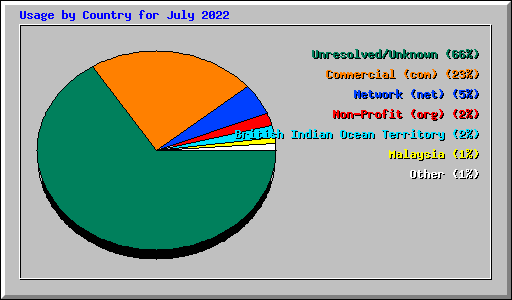 Usage by Country for July 2022
Unresolved/Unknown (66%)
Commercial (com) (23%)
Network (net) (5%)
Non-Profit (org) (2%)
British Indian Ocean Territory (2%)
Malaysia (1%)
Other (1%)